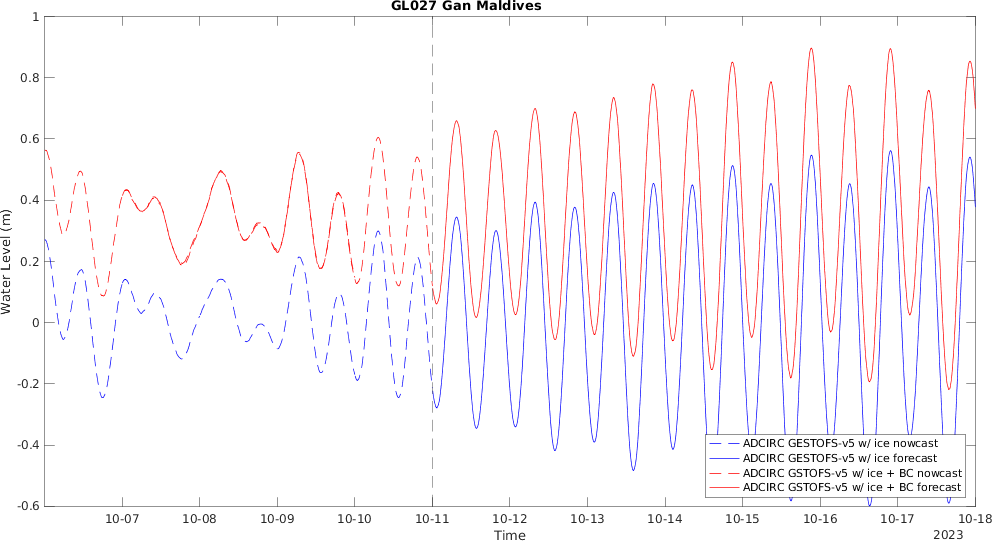 GL027 Gan Maldives
1
0.8
0.6
0.4
0.2
0
-0.2
-0.4
-0.6
Water Level (m)
ADCIRC GESTOFS-v5 w/ ice nowcast
ADCIRC GESTOFS-v5 w/ ice forecast
ADCIRC GSTOFS-v5 w/ ice + BC nowcast
ADCIRC GSTOFS-v5 w/ ice + BC forecast
10-07 10-08 10-09 10-10 10-11 10-12 10-13 10-14 10-15 10-16 10-17 10-18
Time
2023